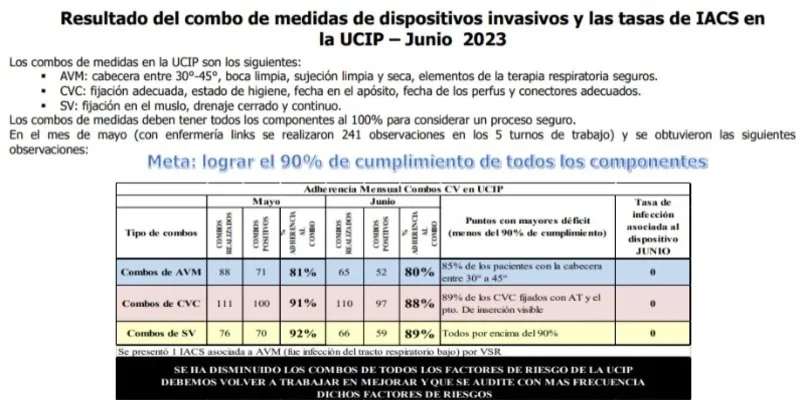 Resultado del combo de medidas de dispositivos invasivos y las tasas de IACS en
la UCIP – Junio 2023
Los combos de medidas en la UCIP son los siguientes:
▪ AVM: cabecera entre 30º-45º, boca limpia, sujeción limpia y seca, elementos de la terapia respiratoria seguros.
▪ CVC: fijación adecuada, estado de higiene, fecha en el apósito, fecha de los perfus y conectores adecuados.
▪ SV: fijación en el muslo, drenaje cerrado y continuo.
Los combos de medidas deben tener todos los componentes al 100% para considerar un proceso seguro.
En el mes de mayo (con enfermería links se realizaron 241 observaciones en los 5 turnos de trabajo) y se obtuvieron las siguientes
observaciones:
Meta: lograr el 90% de cumplimiento de todos los componentes
Adherencia Mensual Combos CV en UCIP
Tipo de combos
Mayo
Junio
COMBOS REALIZADOS
COMBOS POSITIVOS
% ADHERENCIA AL COMBO
COMBOS REALIZADOS
COMBOS POSITIVOS
% ADHERENCIA AL COMBO
Puntos con mayores déficit
(menos del 90% de cumplimiento)
Tasa de
infección
asociada al
dispositivo
JUNIO
Combos de AVM 88 71 81% 65 52 80% 85% de los pacientes con la cabecera
entre 30° a 45° 0
Combos de CVC 111 100 91% 110 97 88% 89% de los CVC fijados con AT y el
pto. De inserción visible 0
Combos de SV 76 70 92% 66 59 89% Todos por encima del 90% 0
Se presentó 1 IACS asociada a AVM (fue infección del tracto respiratorio bajo) por VSR
SE HA DISMINUIDO LOS COMBOS DE TODOS LOS FACTORES DE RIESGO DE LA UCIP
DEBEMOS VOLVER A TRABAJAR EN MEJORAR Y QUE SE AUDITE CON MAS FRECUENCIA
DICHOS FACTORES DE RIESGOS